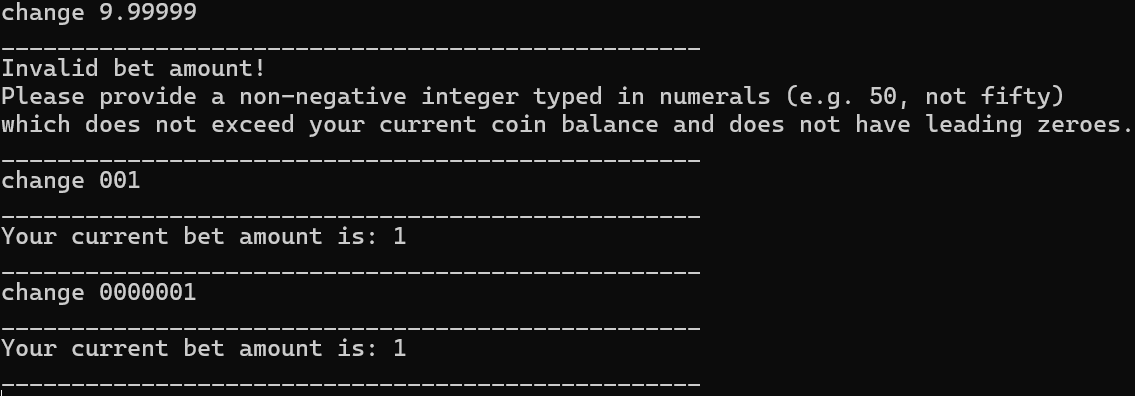 change 9.99999
__________________________________________________
Invalid bet amount!
Please provide a non-negative integer typed in numerals (e.g. 50, not fifty)
which does not exceed your current coin balance and does not have leading zeroes.
__________________________________________________
change 001
__________________________________________________
Your current bet amount is: 1
__________________________________________________
change 0000001
__________________________________________________
Your current bet amount is: 1
__________________________________________________